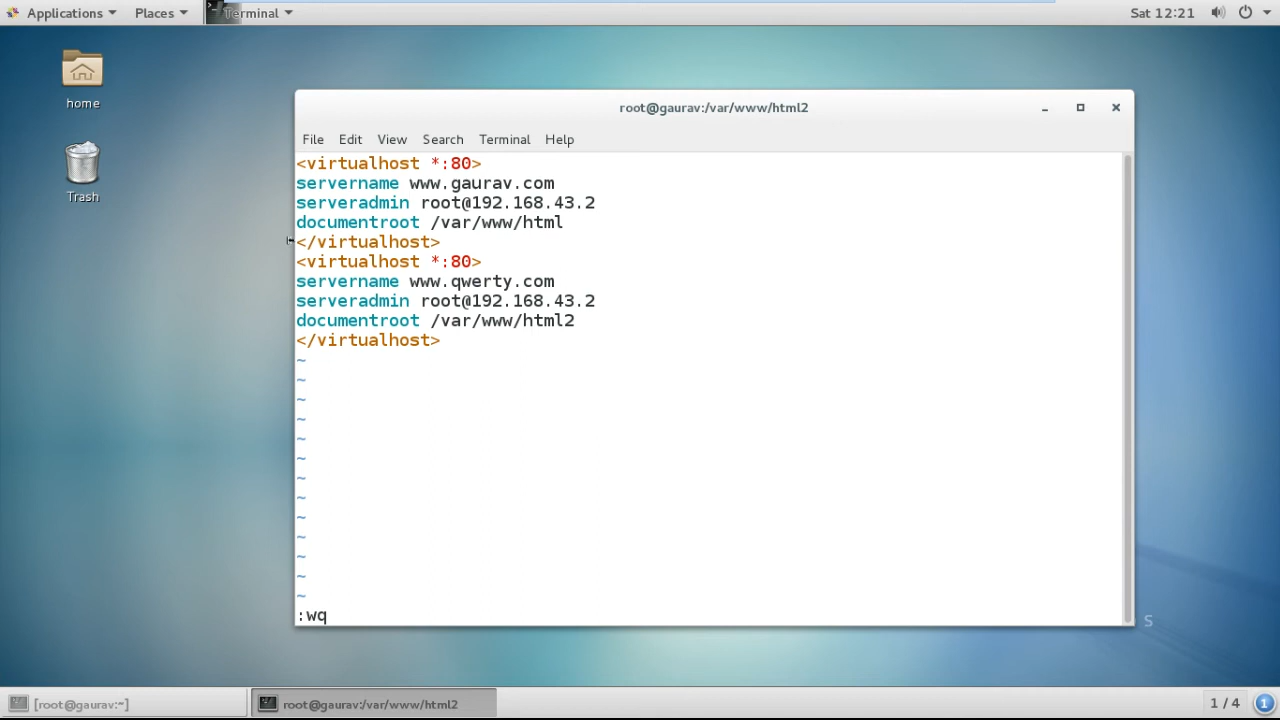 Applications Places Terminal Sat 12:21
home
Trash
root@gaurav:/var/www/html2
File Edit View Search Terminal Help
<virtualhost *:80>
servername www.gaurav.com
serveradmin root@192.168.43.2
documentroot /var/www/html
</virtualhost>
<virtualhost *:80>
servername www.qwerty.com
serveradmin root@192.168.43.2
documentroot /var/www/html2
</virtualhost>
~
~
~
~
~
~
~
~
~
~
~
~
~
:wq
S
[root@gaurav:~] root@gaurav:/var/www/html2 1 / 4 1